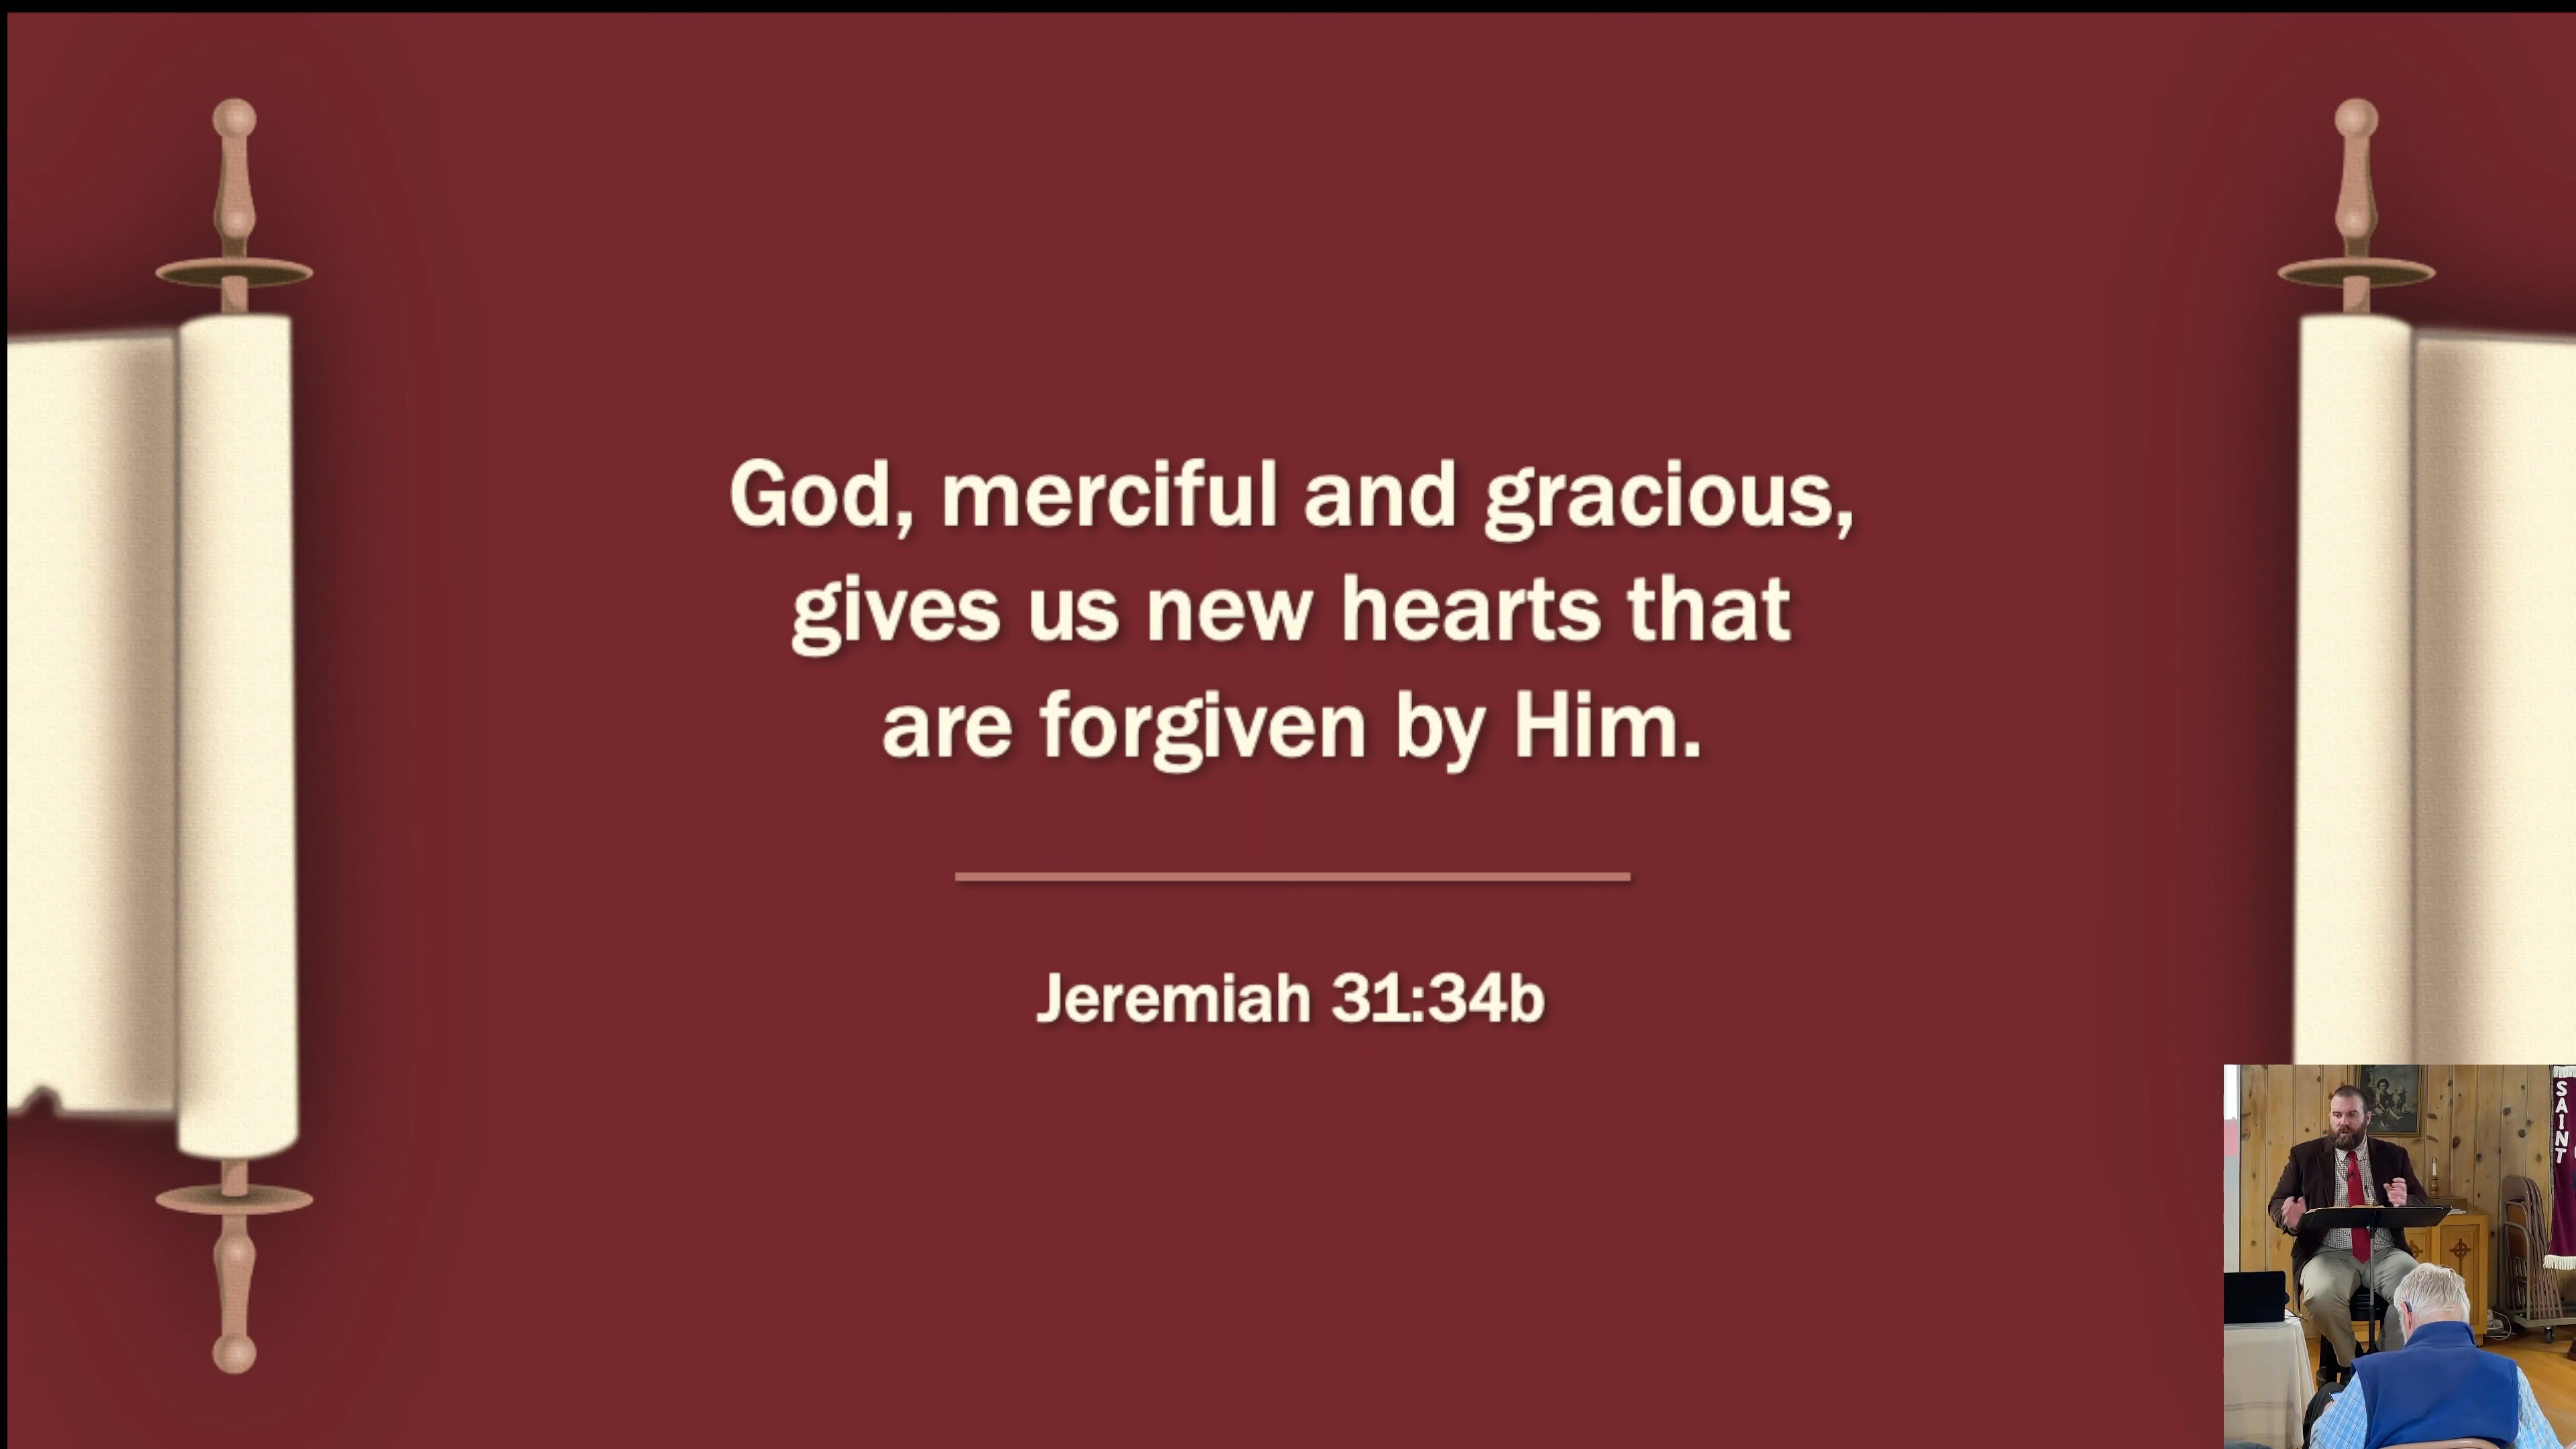 God, merciful and gracious,
gives us new hearts that
are forgiven by Him.
Jeremiah 31:34b
SAINT